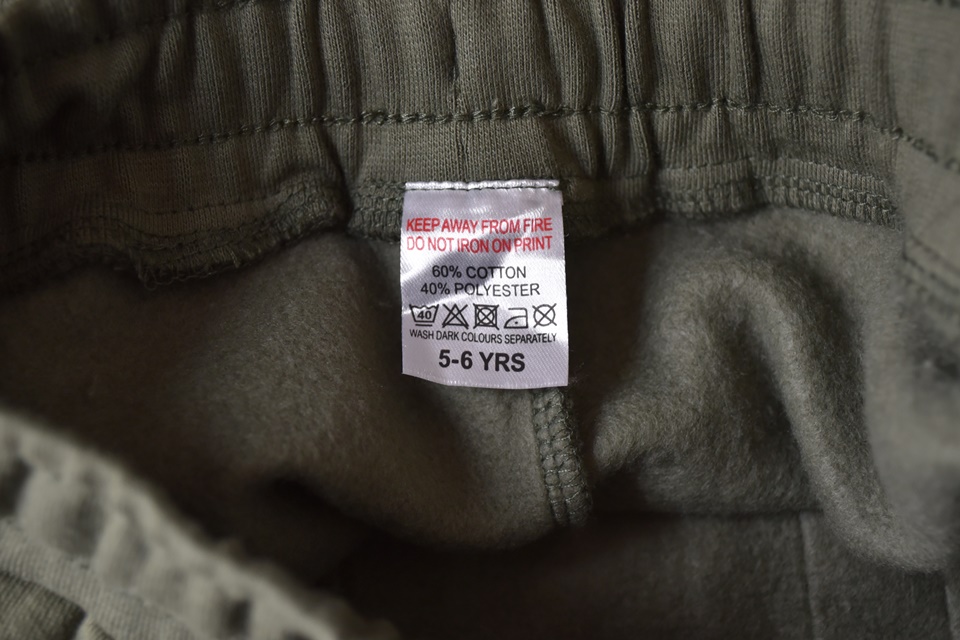 KEEP AWAY FROM FIRE
DO NOT IRON ON PRINT
60% COTTON
40% POLYESTER
40
WASH DARK COLOURS SEPARATELY
5-6 YRS